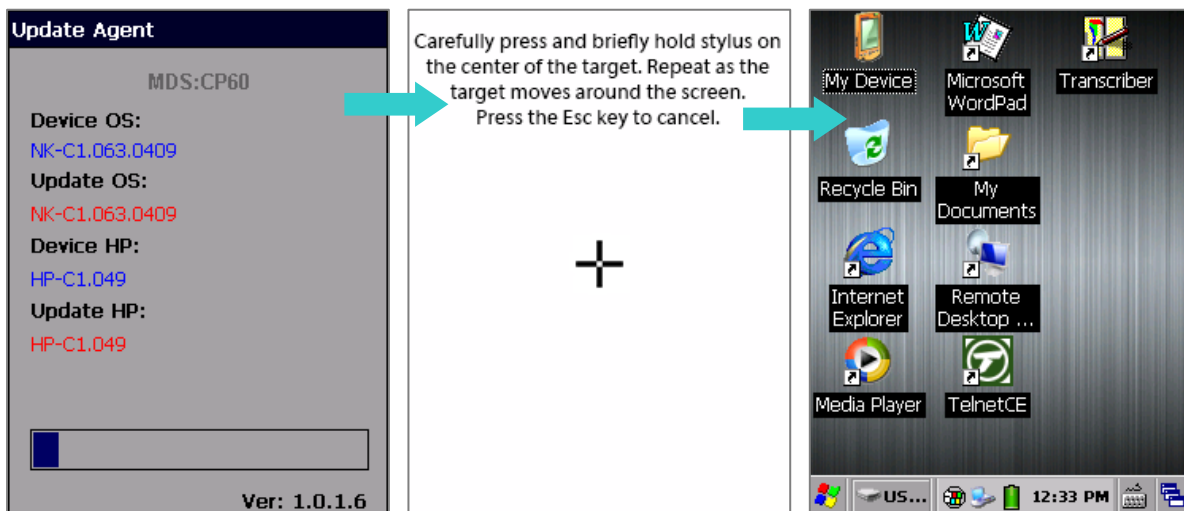 Update Agent
MDS:CP60
Device OS:
NK-C1.063.0409
Update OS:
NK-C1.063.0409
Device HP:
HP-C1.049
Update HP:
HP-C1.049
Ver: 1.0.1.6
Carefully press and briefly hold stylus on
the center of the target. Repeat as the
target moves around the screen.
Press the Esc key to cancel.
My Device
Microsoft
WordPad
Transcriber
Recycle Bin
My
Documents
Internet
Explorer
Remote
Desktop ...
Media Player
TelnetCE
US...
12:33 PM